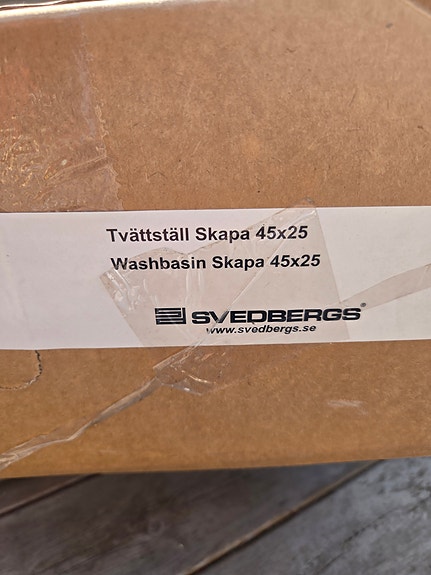 Tvättställ Skapa 45x25
Washbasin Skapa 45x25
SVEDBERGS®
www.svedbergs.se